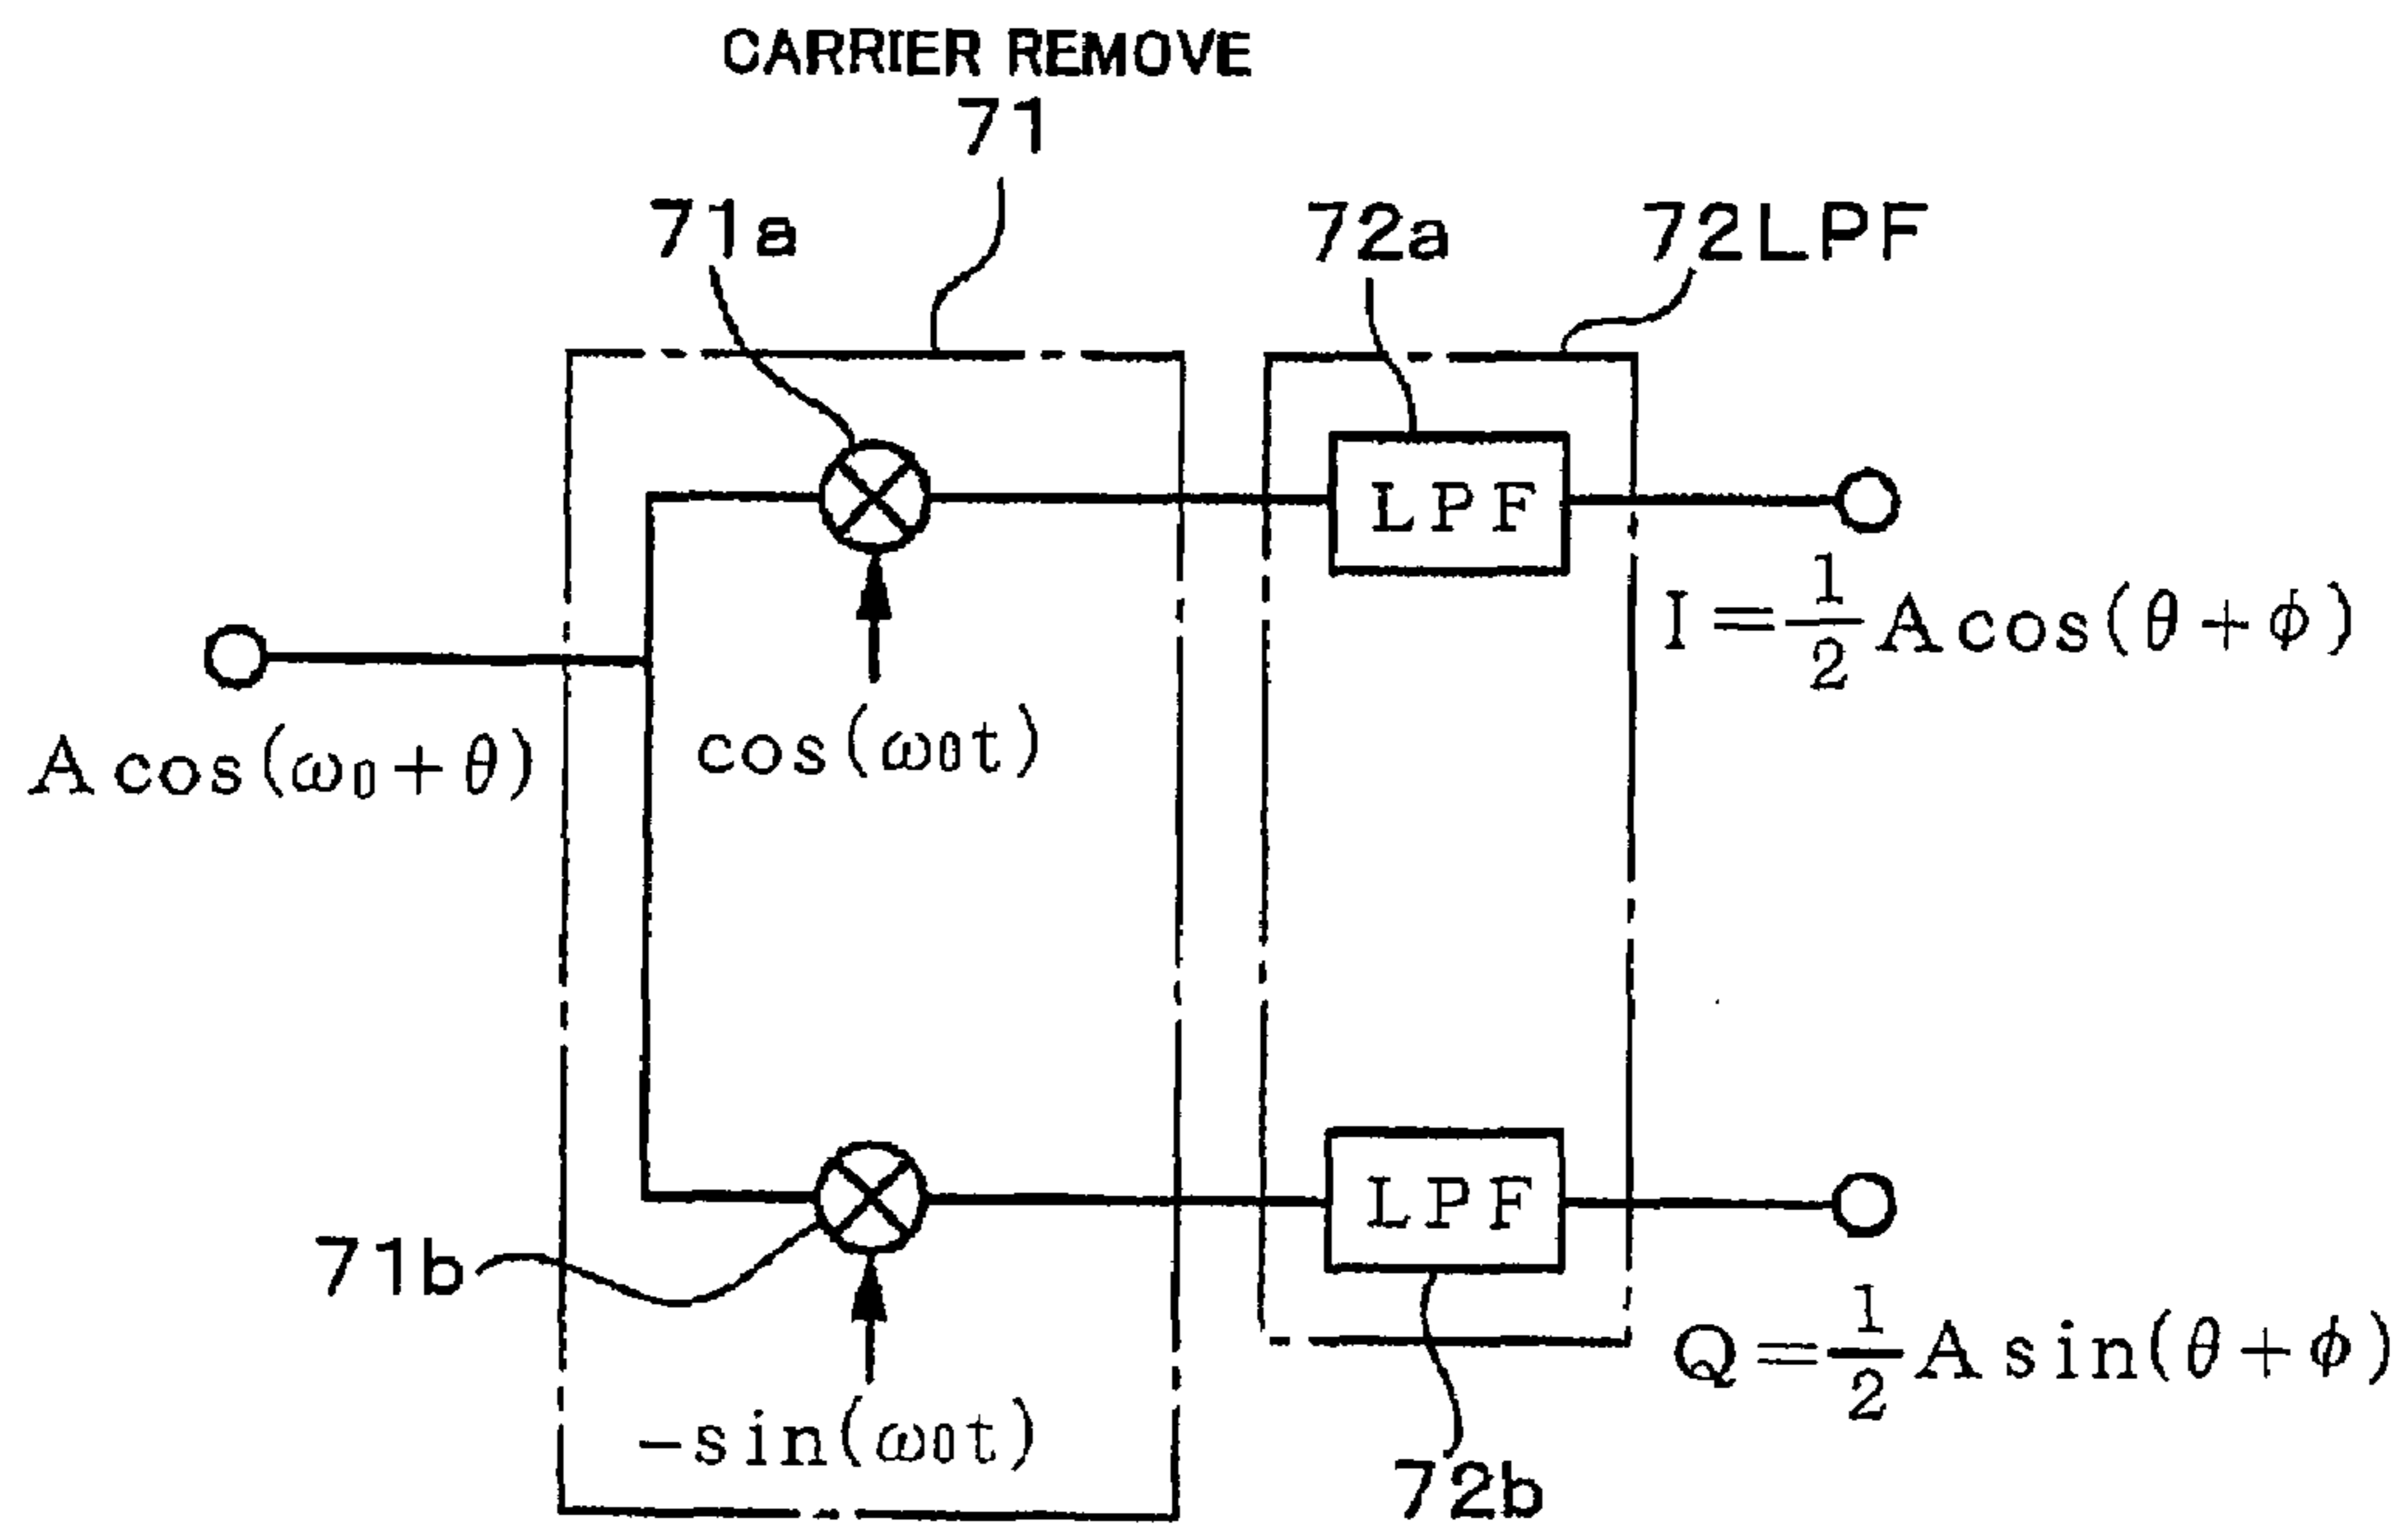 CARRIER REMOVE
71
71a
72a
72LPF
LPF
I=1/2 A cos(θ+ϕ)
A cos(ω₀+θ)
cos(ω₀t)
LPF
71b
Q=1/2 A sin(θ+ϕ)
-sin(ω₀t)
72b